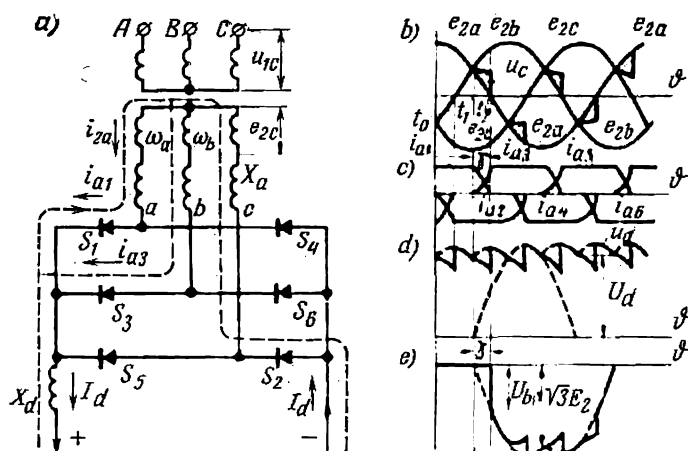 a) A B C
u₁c
i₂a ωa ωb e₂c
Xa
ia1
a b c
S₁ S₄
ia3
S₃ S₆
S₅ S₂
Xd Id Id
+ −
b) e₂a e₂b e₂c e₂a
uc
ϑ
t₀ t₁ e₂a e₂b
ia1 γ ia3 ia5
c) ϑ
ia2 ia4 ia6
d) ud
Ud
ϑ
e) γ ϑ
Ub √3E₂